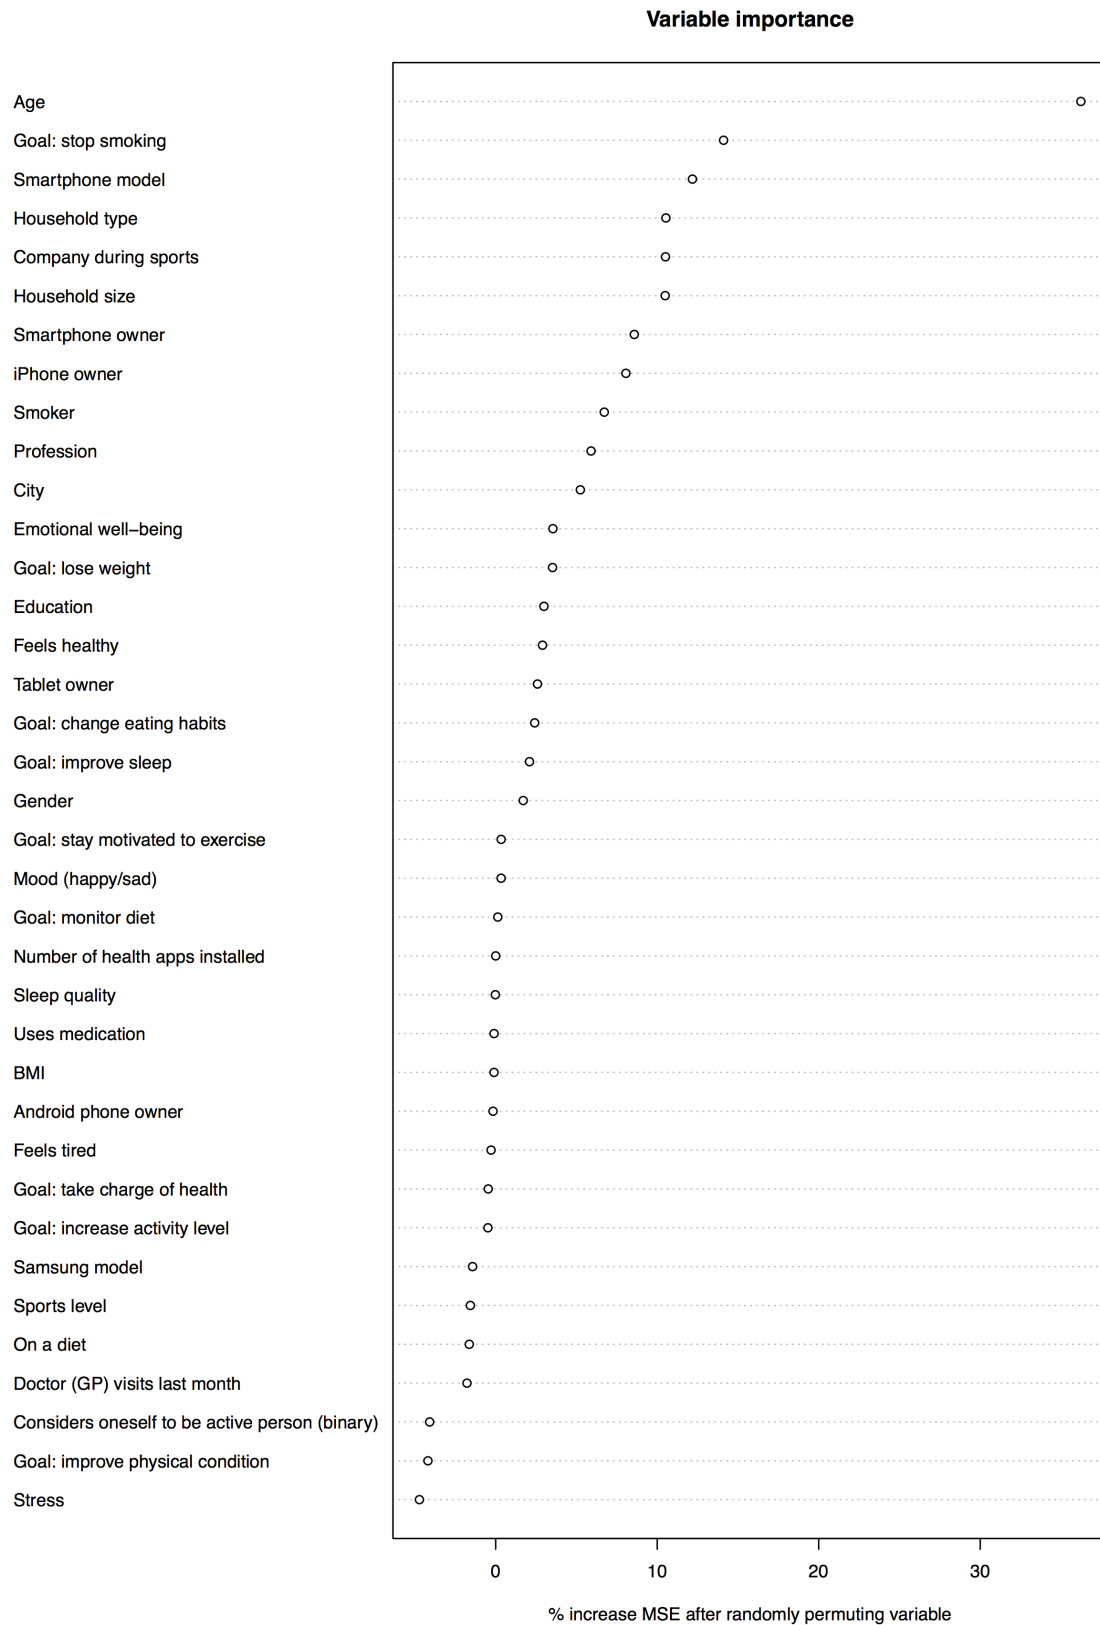 Variable importance
Age
Goal: stop smoking
Smartphone model
Household type
Company during sports
Household size
Smartphone owner
iPhone owner
Smoker
Profession
City
Emotional well−being
Goal: lose weight
Education
Feels healthy
Tablet owner
Goal: change eating habits
Goal: improve sleep
Gender
Goal: stay motivated to exercise
Mood (happy/sad)
Goal: monitor diet
Number of health apps installed
Sleep quality
Uses medication
BMI
Android phone owner
Feels tired
Goal: take charge of health
Goal: increase activity level
Samsung model
Sports level
On a diet
Doctor (GP) visits last month
Considers oneself to be active person (binary)
Goal: improve physical condition
Stress
0 10 20 30
% increase MSE after randomly permuting variable